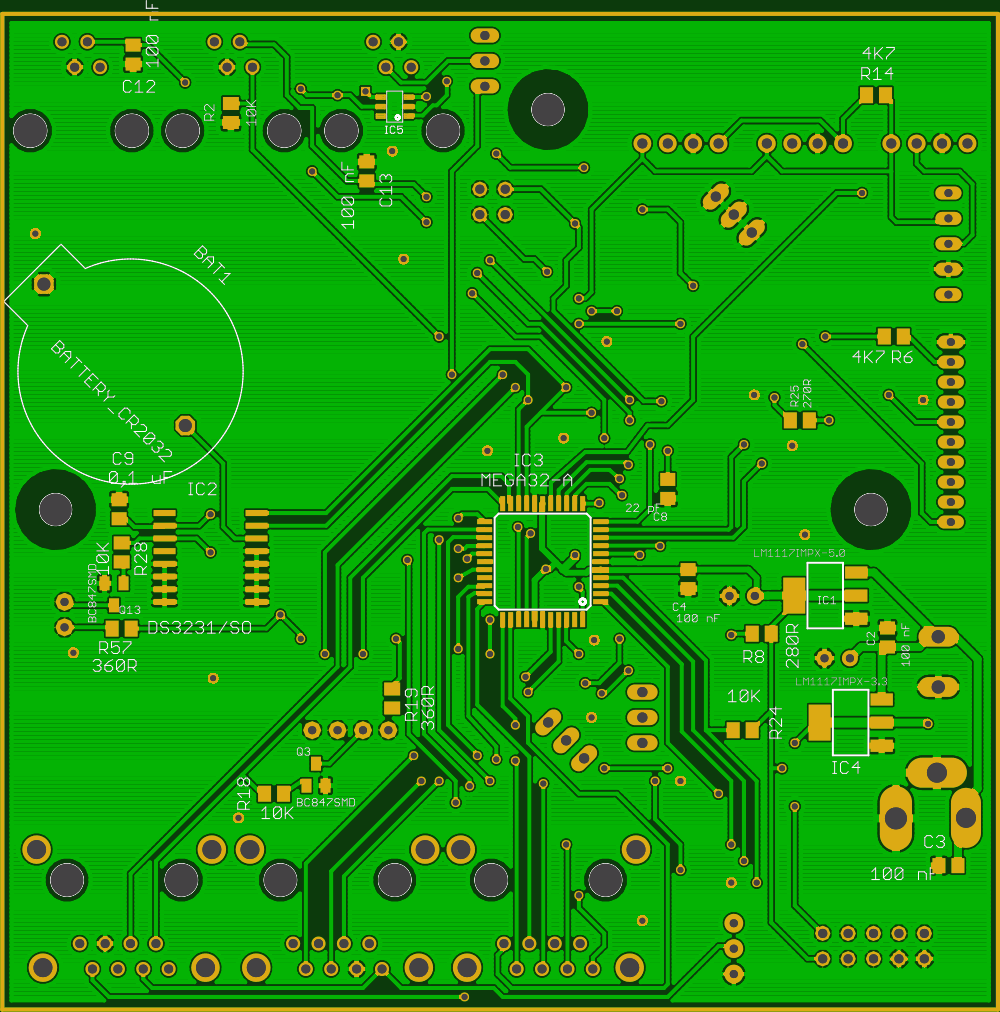 100 nF
C12
R2
10K
IC5
4K7
R14
100 nF
C13
BAT1
BATTERY_CR2032
4K7 R6
R25
270R
C9
0,1 uF
IC2
IC3
MEGA32-A
22 pF
C8
10K
R28
BC847SMD
Q13
DS3231/SO
R57
360R
LM1117IMPX-5.0
IC1
C4
100 nF
C2
100 nF
R8
280R
LM1117IMPX-3.3
IC4
10K
R24
R19
360R
Q3
BC847SMD
R18
10K
C3
100 nF